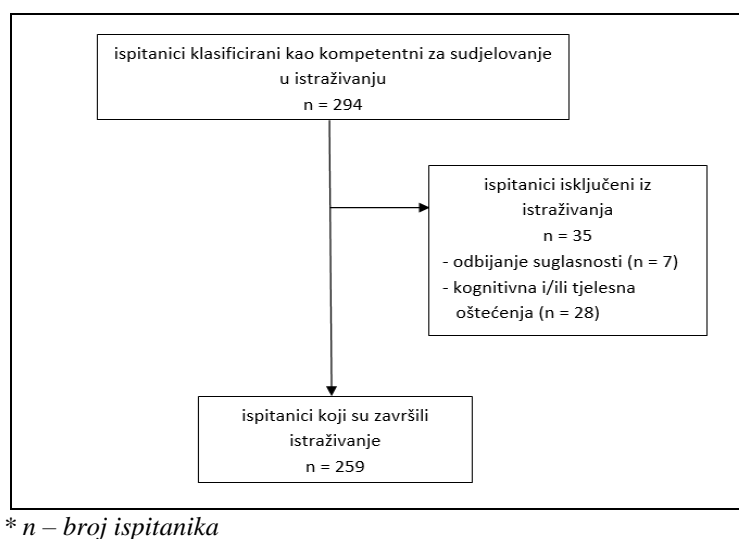 ispitanici klasificirani kao kompetentni za sudjelovanje
u istraživanju
n = 294
ispitanici isključeni iz
istraživanja
n = 35
- odbijanje suglasnosti (n = 7)
- kognitivna i/ili tjelesna
oštećenja (n = 28)
ispitanici koji su završili
istraživanje
n = 259
* n – broj ispitanika